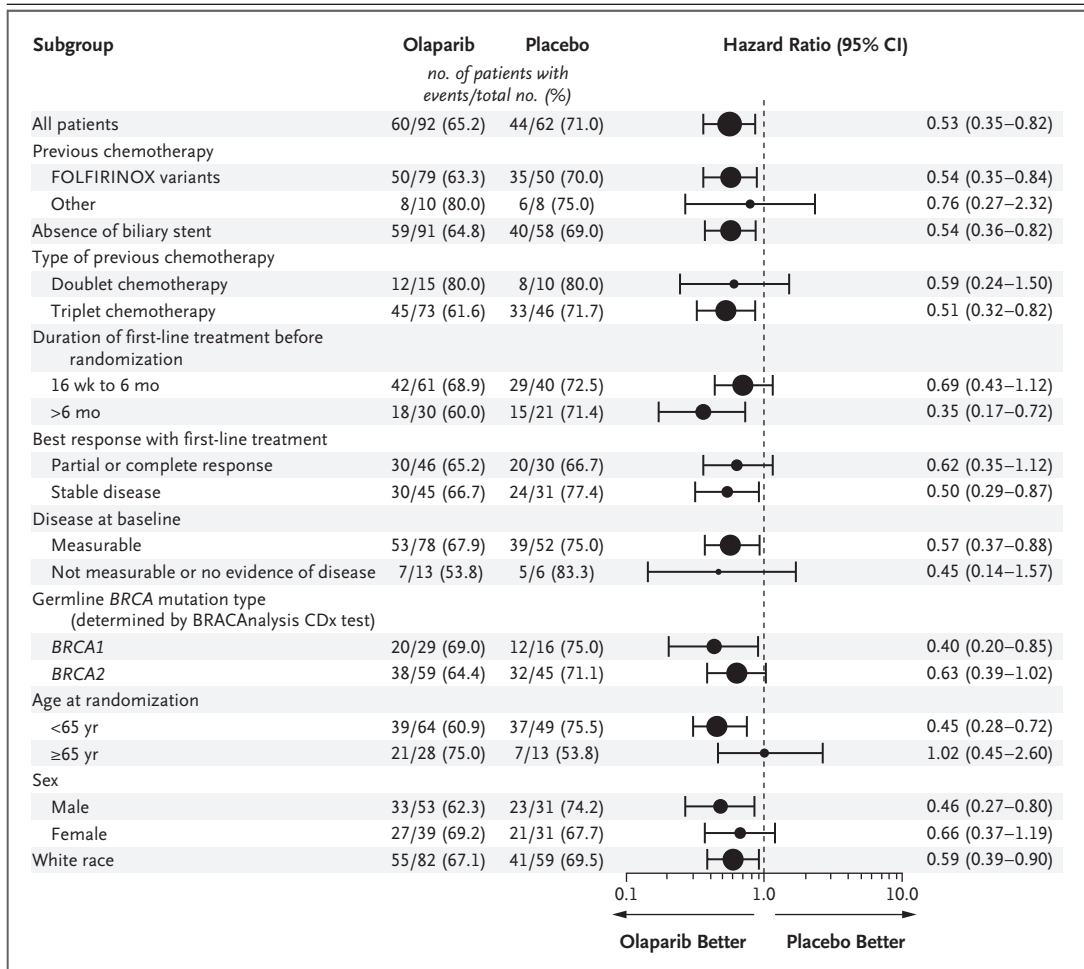 Subgroup Olaparib Placebo Hazard Ratio (95% CI)
no. of patients with
events/total no. (%)
All patients 60/92 (65.2) 44/62 (71.0) 0.53 (0.35–0.82)
Previous chemotherapy
FOLFIRINOX variants 50/79 (63.3) 35/50 (70.0) 0.54 (0.35–0.84)
Other 8/10 (80.0) 6/8 (75.0) 0.76 (0.27–2.32)
Absence of biliary stent 59/91 (64.8) 40/58 (69.0) 0.54 (0.36–0.82)
Type of previous chemotherapy
Doublet chemotherapy 12/15 (80.0) 8/10 (80.0) 0.59 (0.24–1.50)
Triplet chemotherapy 45/73 (61.6) 33/46 (71.7) 0.51 (0.32–0.82)
Duration of first-line treatment before
randomization
16 wk to 6 mo 42/61 (68.9) 29/40 (72.5) 0.69 (0.43–1.12)
>6 mo 18/30 (60.0) 15/21 (71.4) 0.35 (0.17–0.72)
Best response with first-line treatment
Partial or complete response 30/46 (65.2) 20/30 (66.7) 0.62 (0.35–1.12)
Stable disease 30/45 (66.7) 24/31 (77.4) 0.50 (0.29–0.87)
Disease at baseline
Measurable 53/78 (67.9) 39/52 (75.0) 0.57 (0.37–0.88)
Not measurable or no evidence of disease 7/13 (53.8) 5/6 (83.3) 0.45 (0.14–1.57)
Germline BRCA mutation type
(determined by BRACAnalysis CDx test)
BRCA1 20/29 (69.0) 12/16 (75.0) 0.40 (0.20–0.85)
BRCA2 38/59 (64.4) 32/45 (71.1) 0.63 (0.39–1.02)
Age at randomization
<65 yr 39/64 (60.9) 37/49 (75.5) 0.45 (0.28–0.72)
≥65 yr 21/28 (75.0) 7/13 (53.8) 1.02 (0.45–2.60)
Sex
Male 33/53 (62.3) 23/31 (74.2) 0.46 (0.27–0.80)
Female 27/39 (69.2) 21/31 (67.7) 0.66 (0.37–1.19)
White race 55/82 (67.1) 41/59 (69.5) 0.59 (0.39–0.90)
0.1 1.0 10.0
Olaparib Better Placebo Better